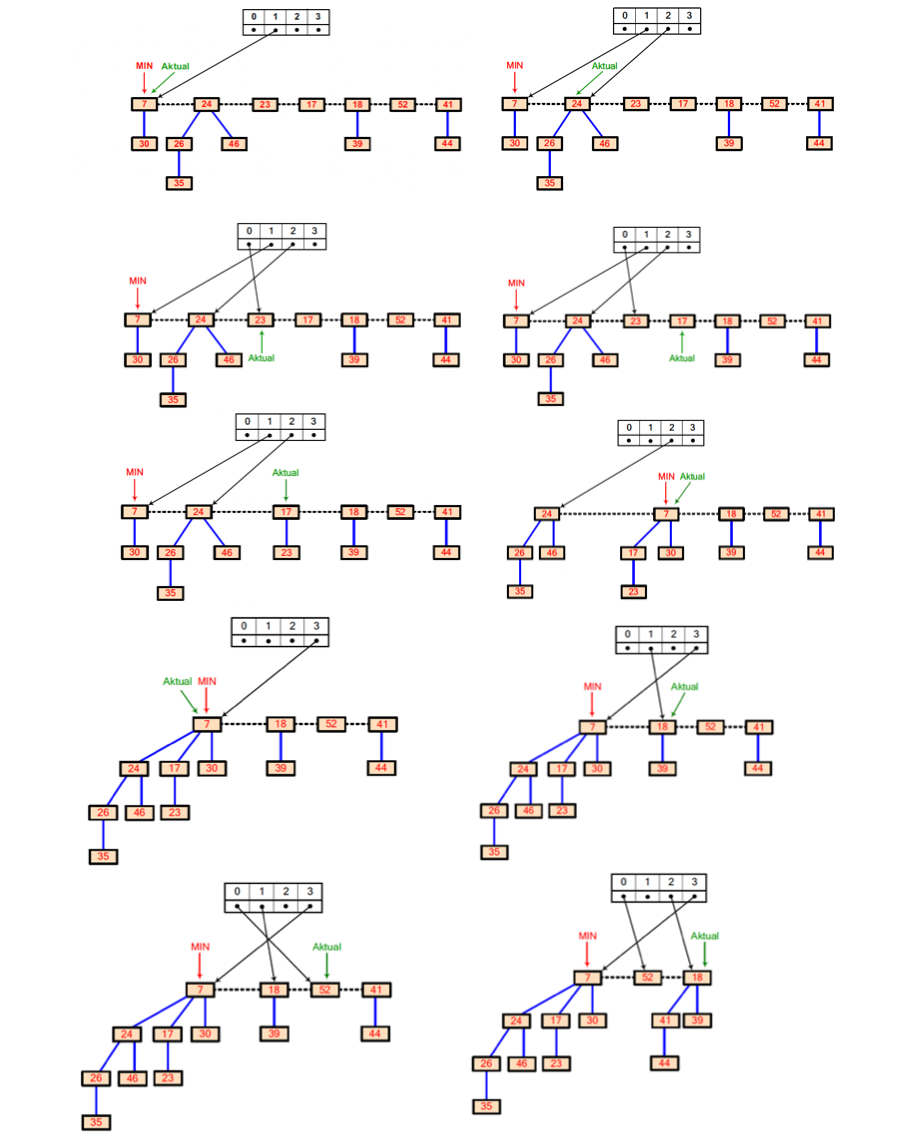 0 1 2 3
MIN Aktual
7 24 23 17 18 52 41
30 26 46 39 44
35
0 1 2 3
MIN Aktual
7 24 23 17 18 52 41
30 26 46 39 44
35
0 1 2 3
MIN
7 24 23 17 18 52 41
30 26 46 Aktual 39 44
35
0 1 2 3
MIN
7 24 23 17 18 52 41
30 26 46 Aktual 39 44
35
0 1 2 3
MIN Aktual
7 24 17 18 52 41
30 26 46 23 39 44
35
0 1 2 3
MIN Aktual
24 7 18 52 41
26 46 17 30 39 44
35 23
0 1 2 3
Aktual MIN
7 18 52 41
24 17 30 39 44
26 46 23
35
0 1 2 3
MIN Aktual
7 18 52 41
24 17 30 39 44
26 46 23
35
0 1 2 3
MIN Aktual
7 18 52 41
24 17 30 39 44
26 46 23
35
0 1 2 3
MIN Aktual
7 52 18
24 17 30 41 39
26 46 23 44
35